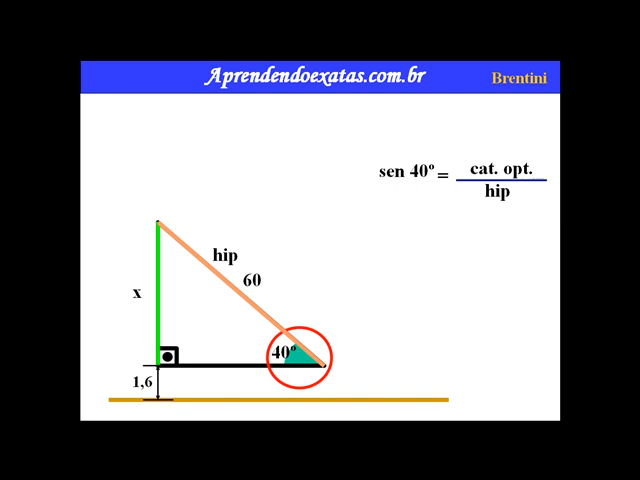 Aprendendoexatas.com.br
Brentini
sen 40º = cat. opt.
hip
hip
60
x
40º
1,6